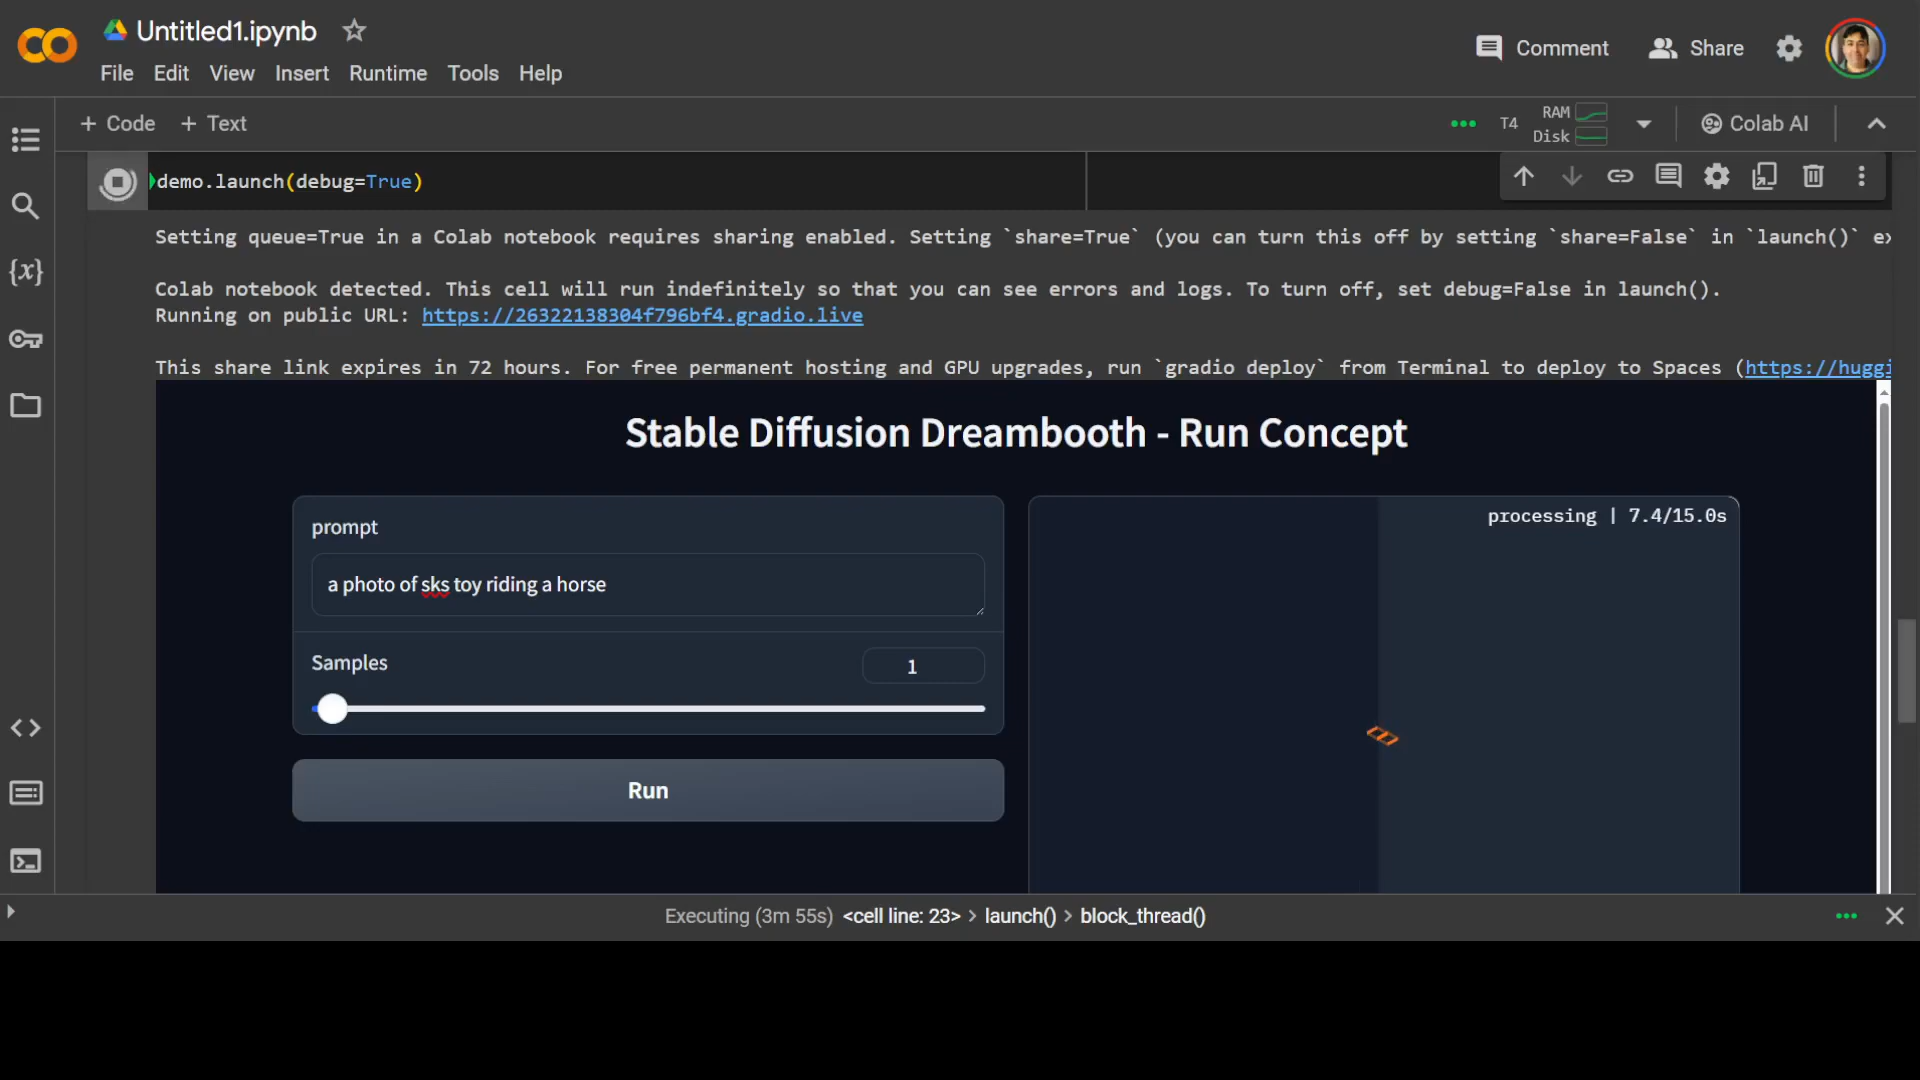 Untitled1.ipynb
File Edit View Insert Runtime Tools Help
Comment
Share
+ Code + Text
T4
RAM
Disk
Colab AI
demo.launch(debug=True)
Setting queue=True in a Colab notebook requires sharing enabled. Setting `share=True` (you can turn this off by setting `share=False` in `launch()` ex
Colab notebook detected. This cell will run indefinitely so that you can see errors and logs. To turn off, set debug=False in launch().
Running on public URL: https://26322138304f796bf4.gradio.live
This share link expires in 72 hours. For free permanent hosting and GPU upgrades, run `gradio deploy` from Terminal to deploy to Spaces (https://huggi
Stable Diffusion Dreambooth - Run Concept
prompt
a photo of sks toy riding a horse
Samples
1
Run
processing | 7.4/15.0s
{x}
Executing (3m 55s) <cell line: 23> > launch() > block_thread()